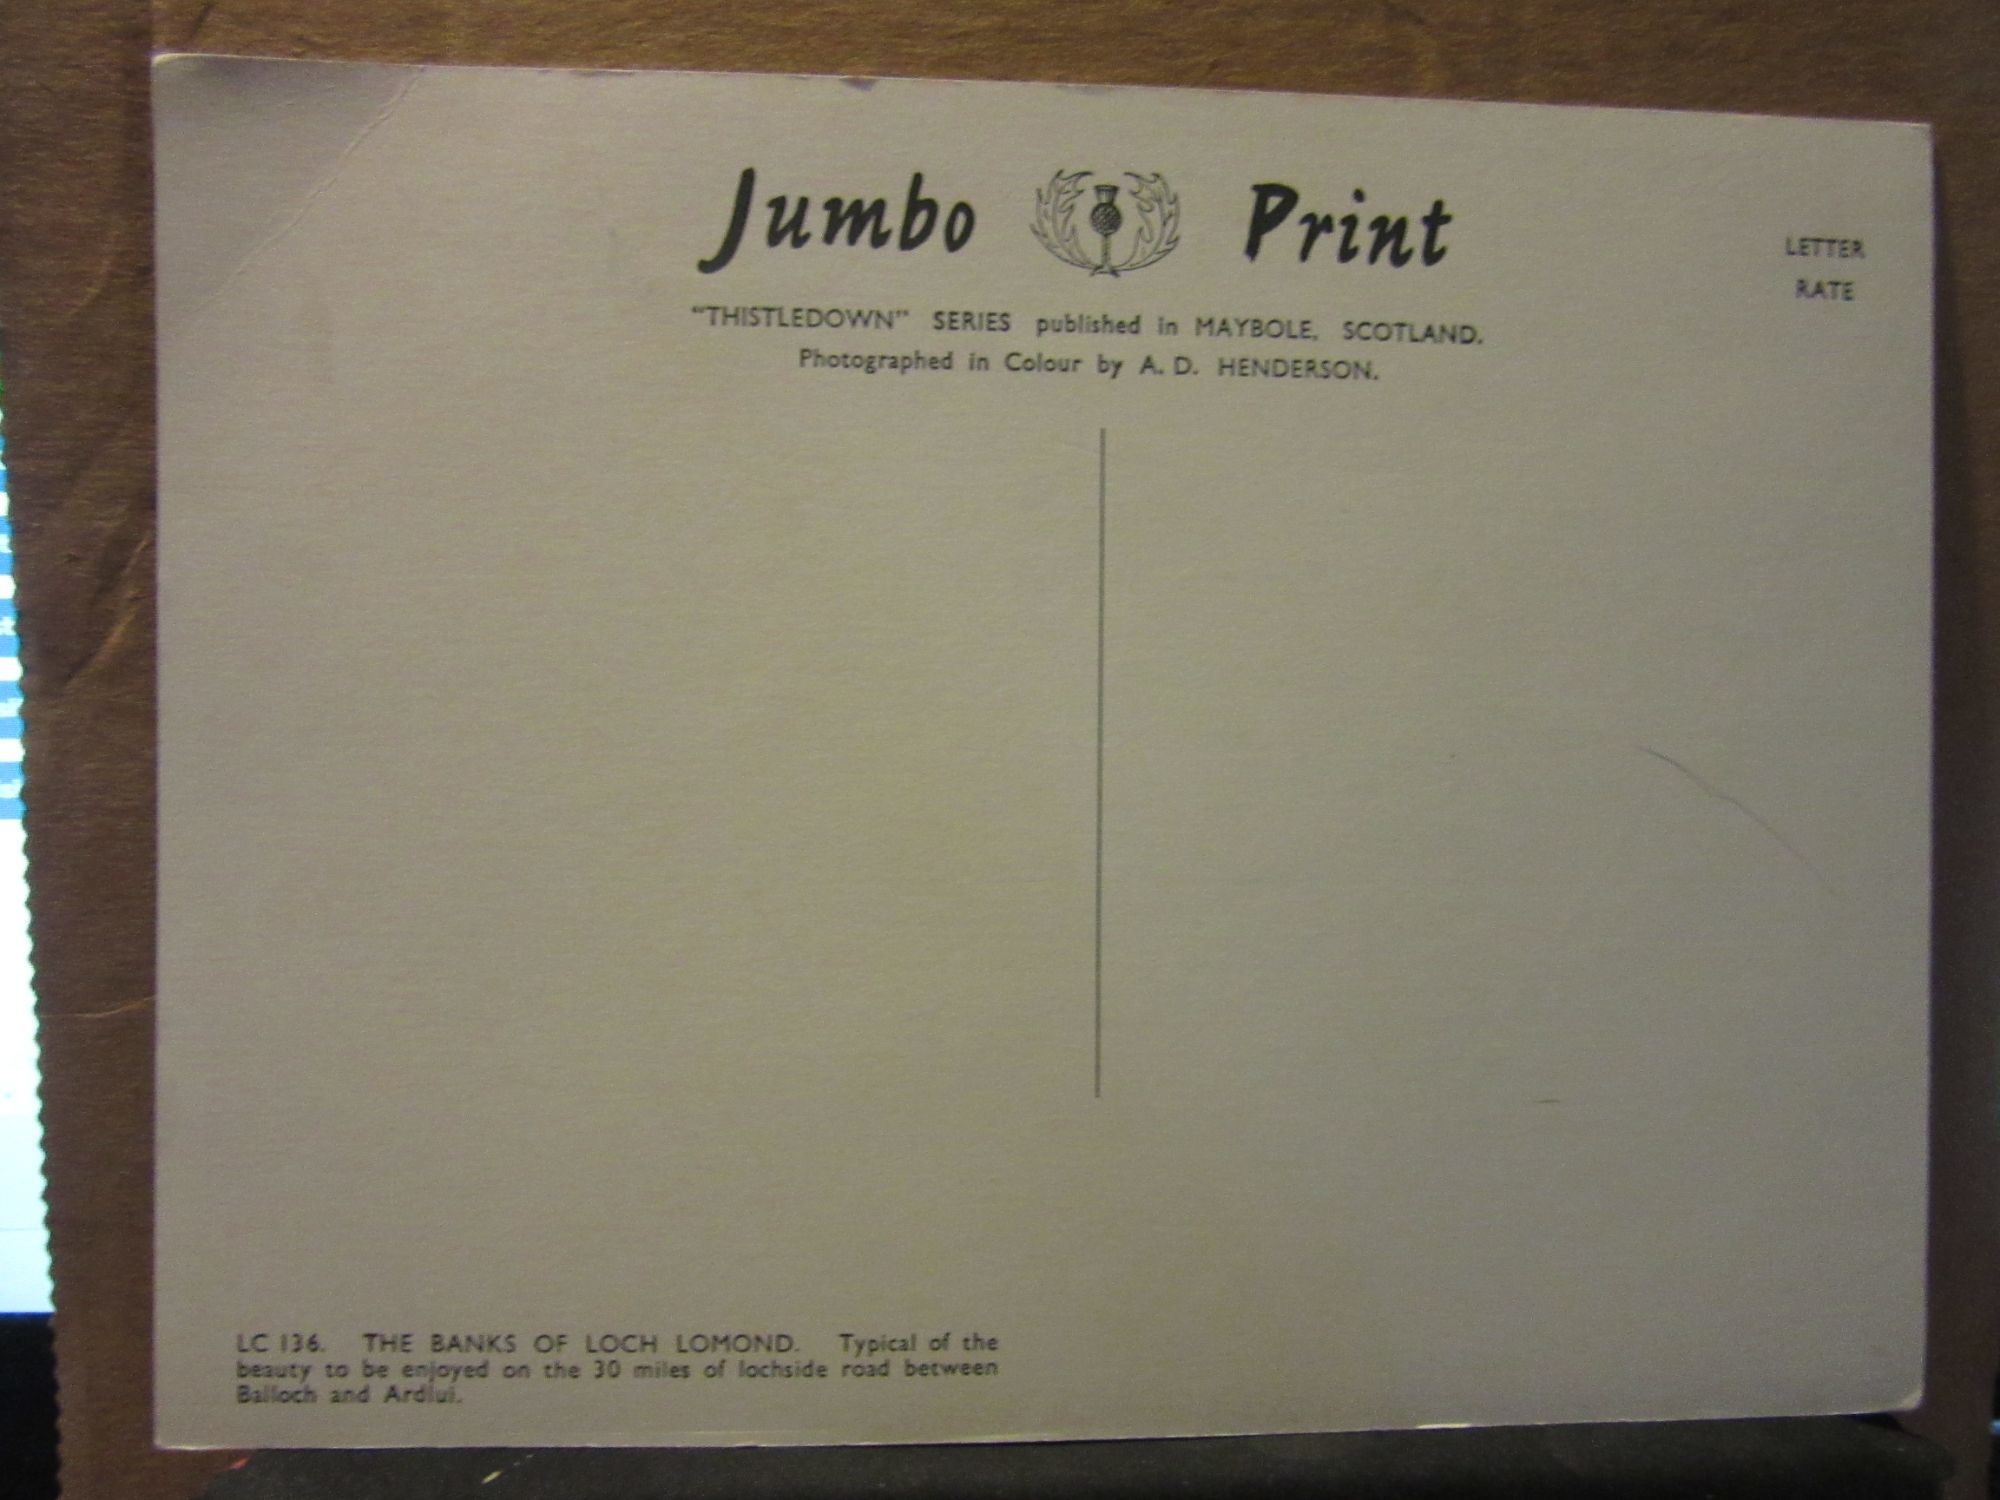 Jumbo Print
LETTER
RATE
"THISTLEDOWN" SERIES published in MAYBOLE, SCOTLAND.
Photographed in Colour by A. D. HENDERSON.
LC 136. THE BANKS OF LOCH LOMOND. Typical of the
beauty to be enjoyed on the 30 miles of lochside road between
Balloch and Ardlui.